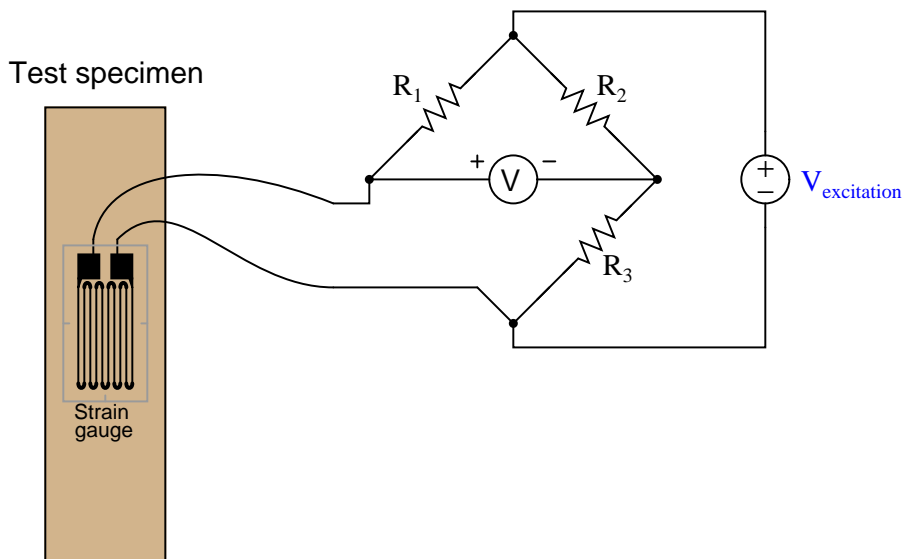 Test specimen
R1
R2
+
−
V
+
−
Vexcitation
R3
Strain
gauge